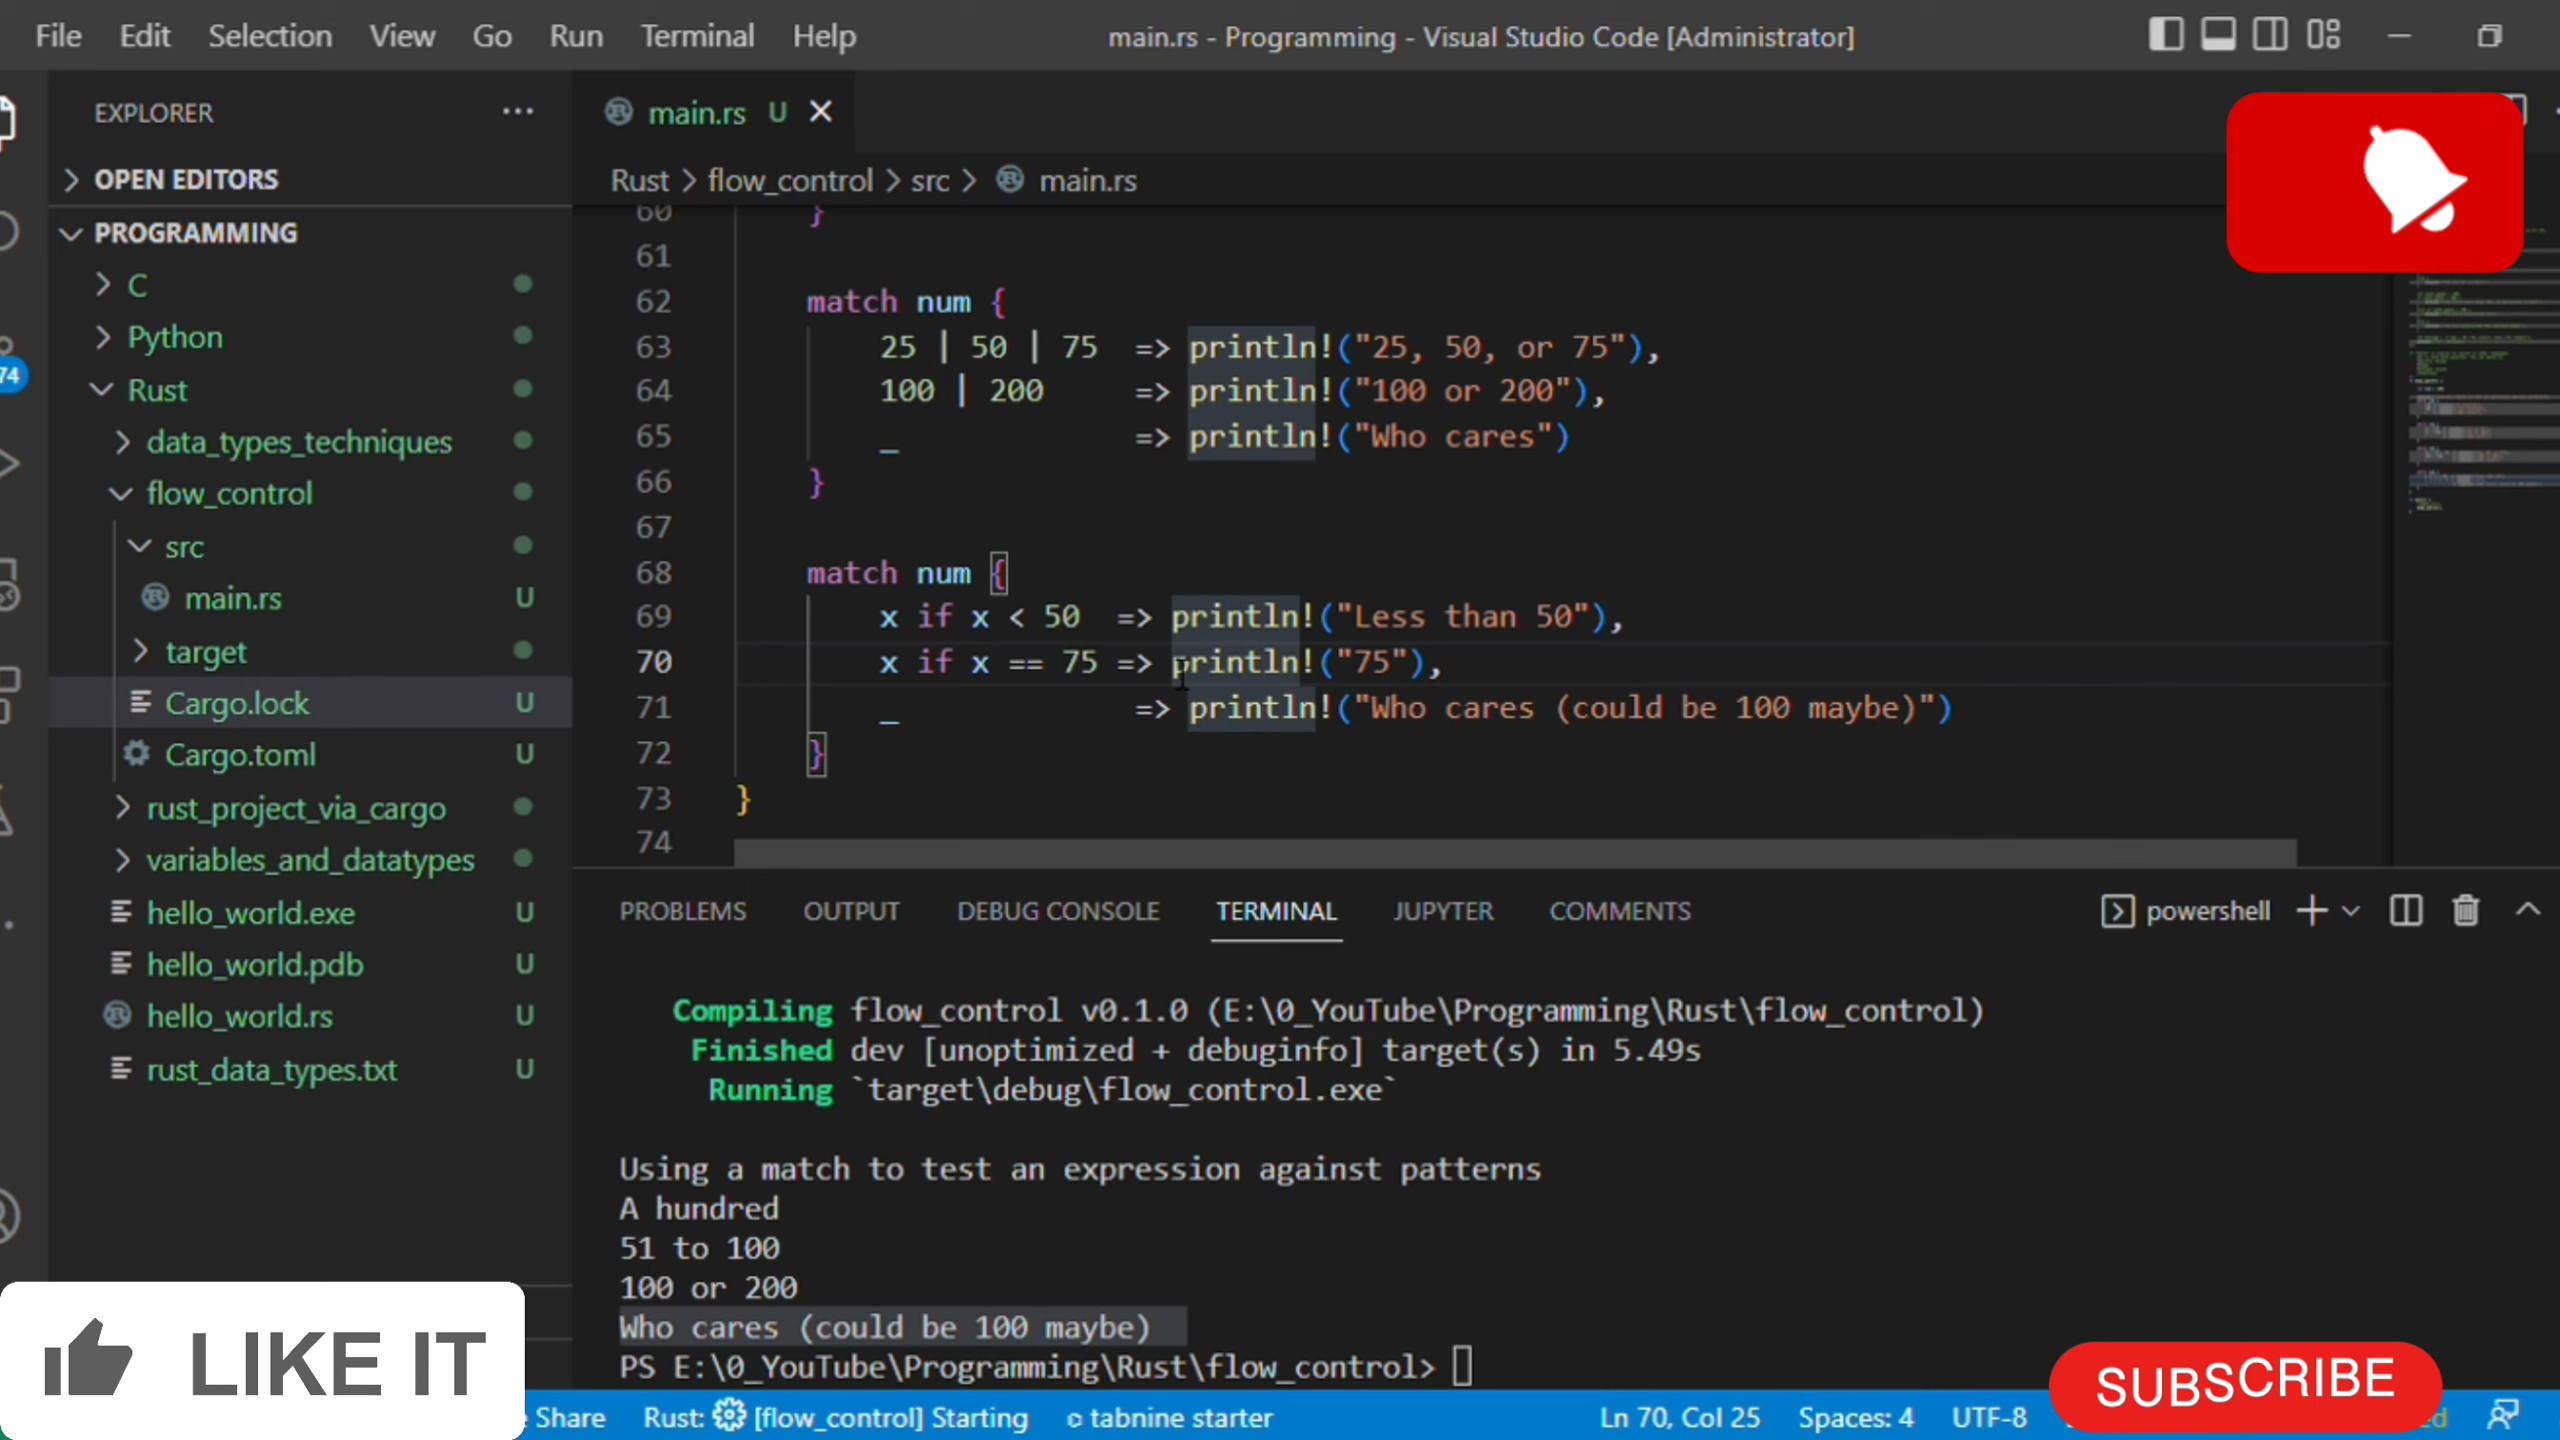 File Edit Selection View Go Run Terminal Help
main.rs - Programming - Visual Studio Code [Administrator]
EXPLORER
OPEN EDITORS
PROGRAMMING
C
Python
Rust
data_types_techniques
flow_control
src
main.rs U
target
Cargo.lock U
Cargo.toml U
rust_project_via_cargo
variables_and_datatypes
hello_world.exe U
hello_world.pdb U
hello_world.rs U
rust_data_types.txt U
74
main.rs U
Rust > flow_control > src > main.rs
60 }
61
62 match num {
63 25 | 50 | 75 => println!("25, 50, or 75"),
64 100 | 200 => println!("100 or 200"),
65 _ => println!("Who cares")
66 }
67
68 match num {
69 x if x < 50 => println!("Less than 50"),
70 x if x == 75 => println!("75"),
71 _ => println!("Who cares (could be 100 maybe)")
72 }
73 }
74
PROBLEMS OUTPUT DEBUG CONSOLE TERMINAL JUPYTER COMMENTS
powershell
Compiling flow_control v0.1.0 (E:\0_YouTube\Programming\Rust\flow_control)
Finished dev [unoptimized + debuginfo] target(s) in 5.49s
Running `target\debug\flow_control.exe`
Using a match to test an expression against patterns
A hundred
51 to 100
100 or 200
Who cares (could be 100 maybe)
PS E:\0_YouTube\Programming\Rust\flow_control>
LIKE IT
SUBSCRIBE
Share Rust: [flow_control] Starting tabnine starter
Ln 70, Col 25 Spaces: 4 UTF-8